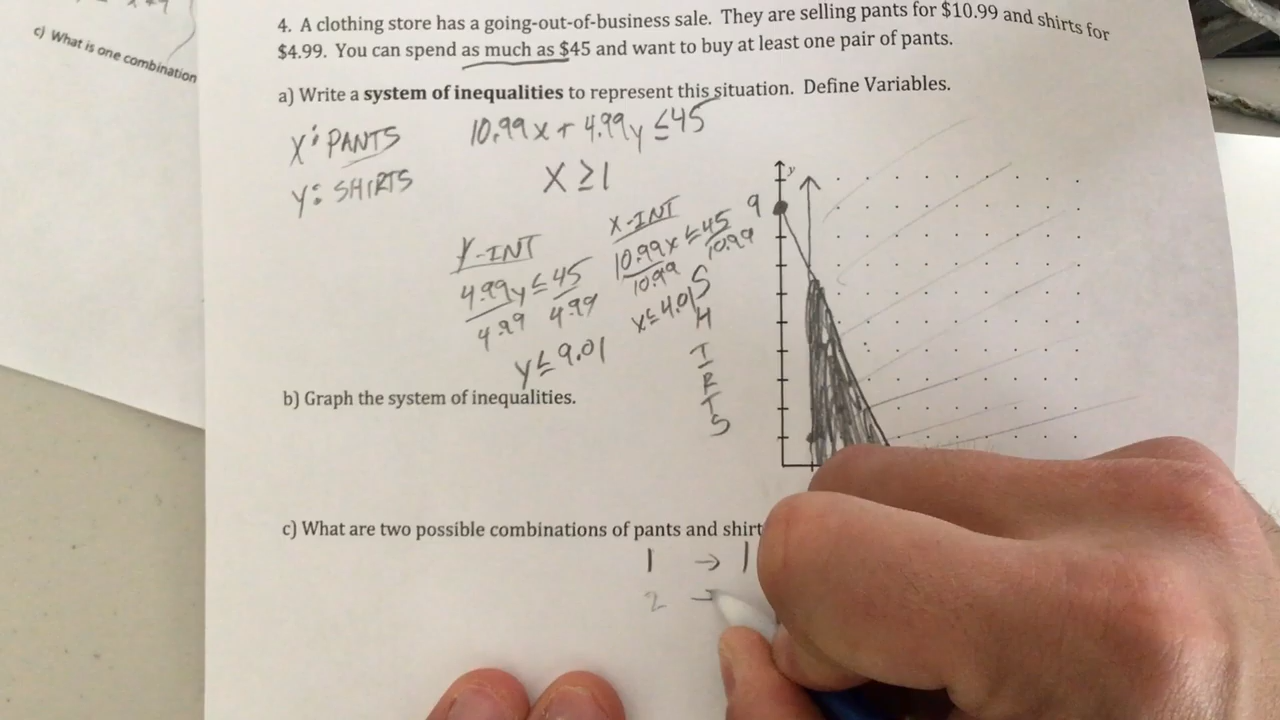 c) What is one combination
4. A clothing store has a going-out-of-business sale. They are selling pants for $10.99 and shirts for
$4.99. You can spend as much as $45 and want to buy at least one pair of pants.
a) Write a system of inequalities to represent this situation. Define Variables.
X: PANTS
Y: SHIRTS
10.99x + 4.99y ≤45
X ≥1
Y-INT
4.99y ≤ 45
4.99 4.99
y ≤ 9.01
X-INT
10.99x ≤ 45
10.99 10.99
x ≤ 4.09
9
y
S
H
I
R
T
S
b) Graph the system of inequalities.
c) What are two possible combinations of pants and shirt
1 → 1
2 →